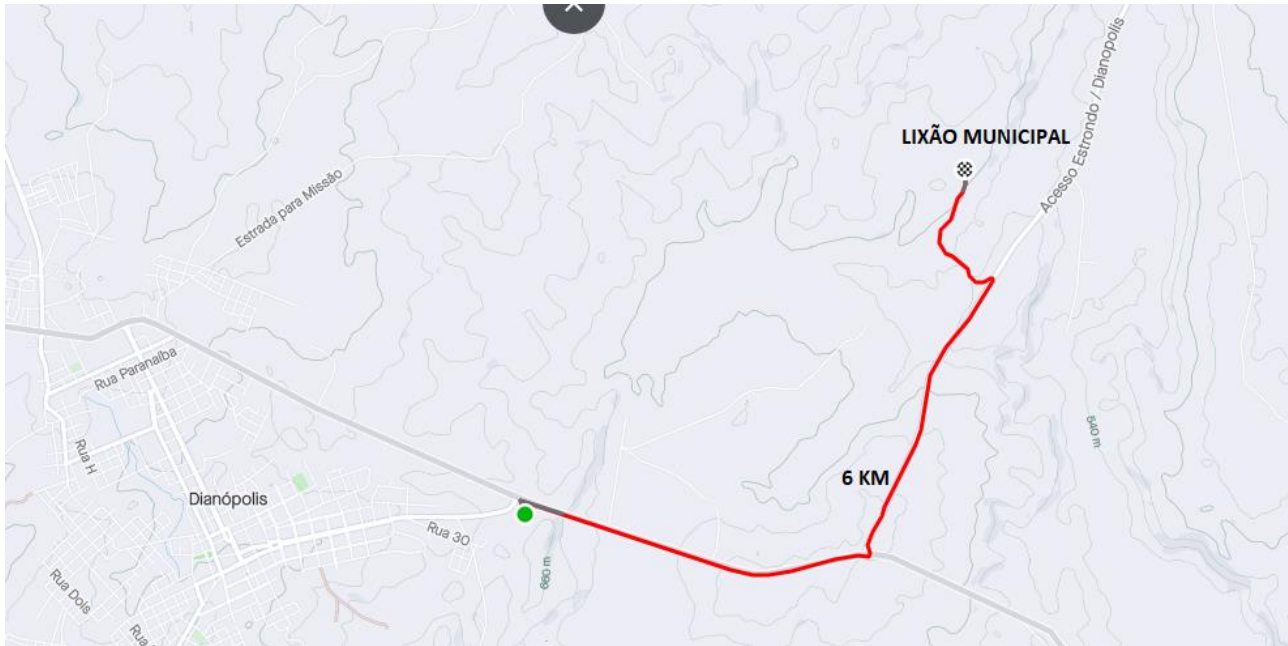 LIXÃO MUNICIPAL
Acesso Estrondo / Dianopolis
Estrada para Missão
Rua Paranaíba
Rua H
640 m
6 KM
Dianópolis
Rua 30
660 m
Rua Dois